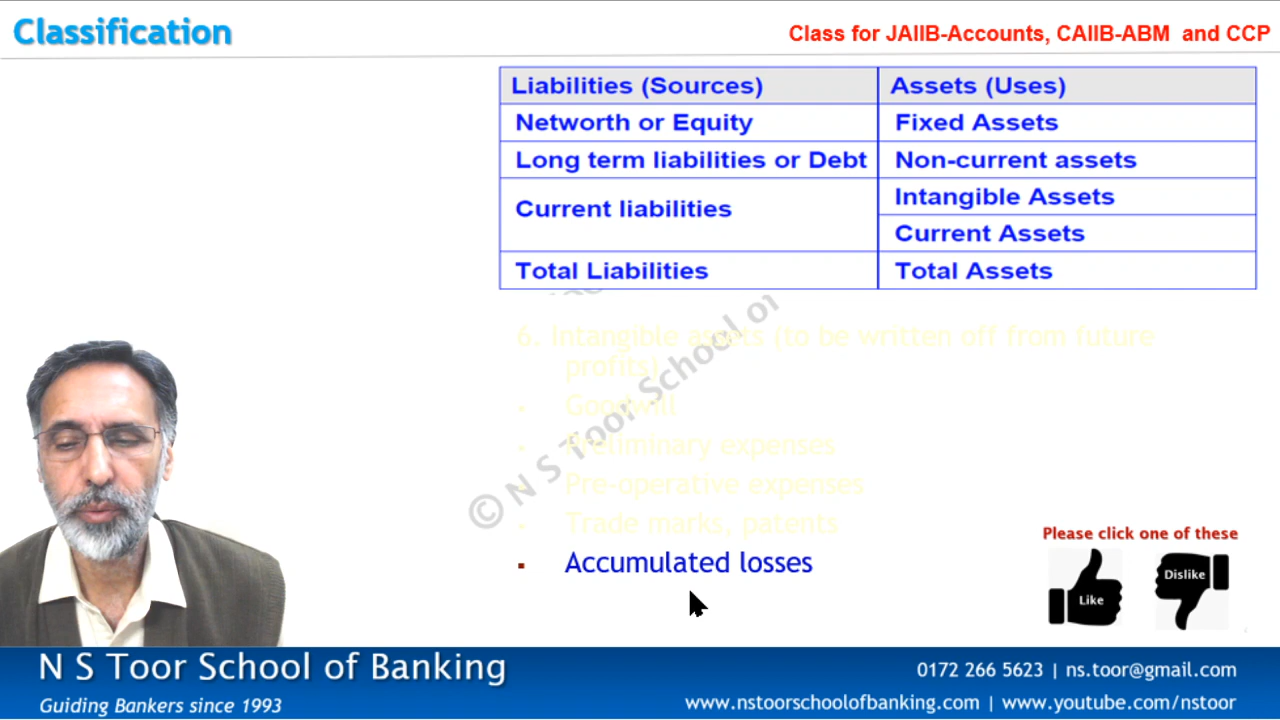 Classification
Class for JAIIB-Accounts, CAIIB-ABM and CCP
Liabilities (Sources)
Assets (Uses)
Networth or Equity
Fixed Assets
Long term liabilities or Debt
Non-current assets
Current liabilities
Intangible Assets
Current Assets
Total Liabilities
Total Assets
6. Intangible assets (to be written off from future
profits)
▪ Goodwill
▪ Preliminary expenses
▪ Pre-operative expenses
▪ Trade marks, patents
▪ Accumulated losses
© N S Toor School of
Please click one of these
Like
Dislike
N S Toor School of Banking
Guiding Bankers since 1993
0172 266 5623 | ns.toor@gmail.com
www.nstoorschoolofbanking.com | www.youtube.com/nstoor